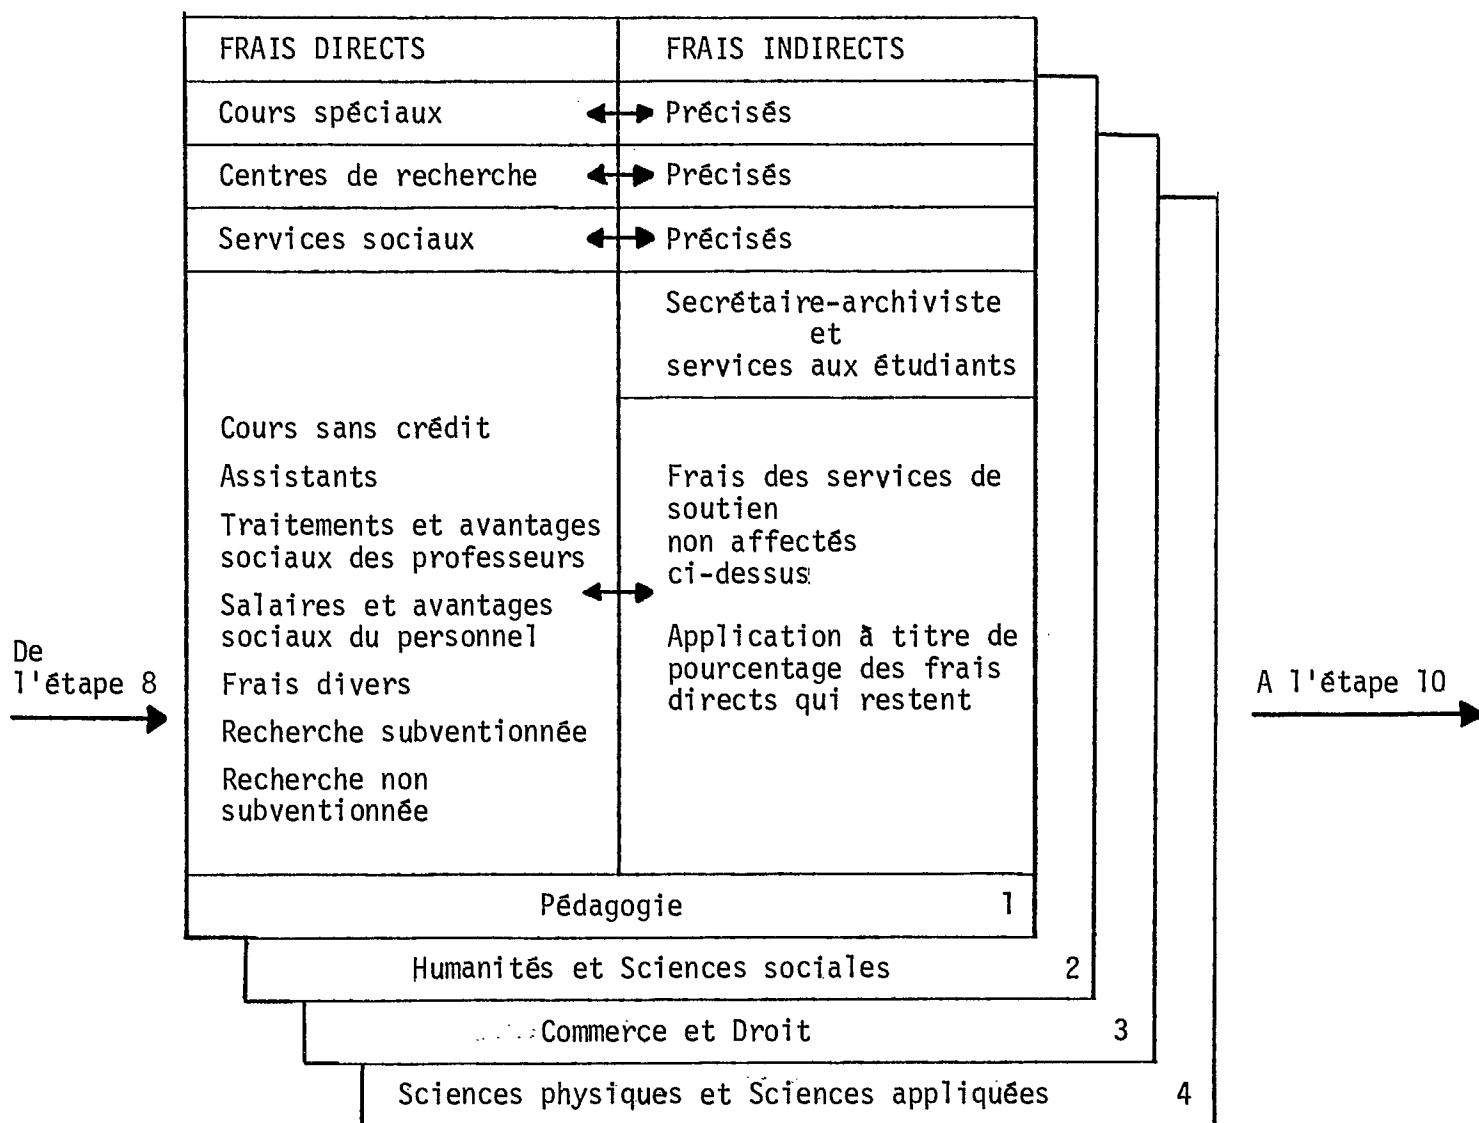 FRAIS DIRECTS
FRAIS INDIRECTS
Cours spéciaux
Précisés
Centres de recherche
Précisés
Services sociaux
Précisés
Secrétaire-archiviste
et
services aux étudiants
Cours sans crédit
Assistants
Traitements et avantages
sociaux des professeurs
Salaires et avantages
sociaux du personnel
Frais divers
Recherche subventionnée
Recherche non
subventionnée
Frais des services de
soutien
non affectés
ci-dessus
Application à titre de
pourcentage des frais
directs qui restent
De
l'étape 8
A l'étape 10
Pédagogie 1
Humanités et Sciences sociales 2
Commerce et Droit 3
Sciences physiques et Sciences appliquées 4